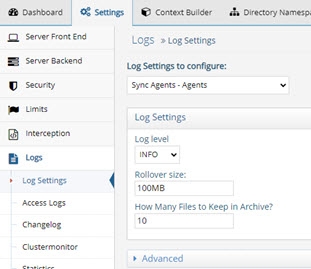 Dashboard Settings Context Builder Directory Namesp
Server Front End
Server Backend
Security
Limits
Interception
Logs
Log Settings
Access Logs
Changelog
Clustermonitor
Statistics
Logs » Log Settings
Log Settings to configure:
Sync Agents - Agents
Log Settings
Log level
INFO
Rollover size:
100MB
How Many Files to Keep in Archive?
10
Advanced